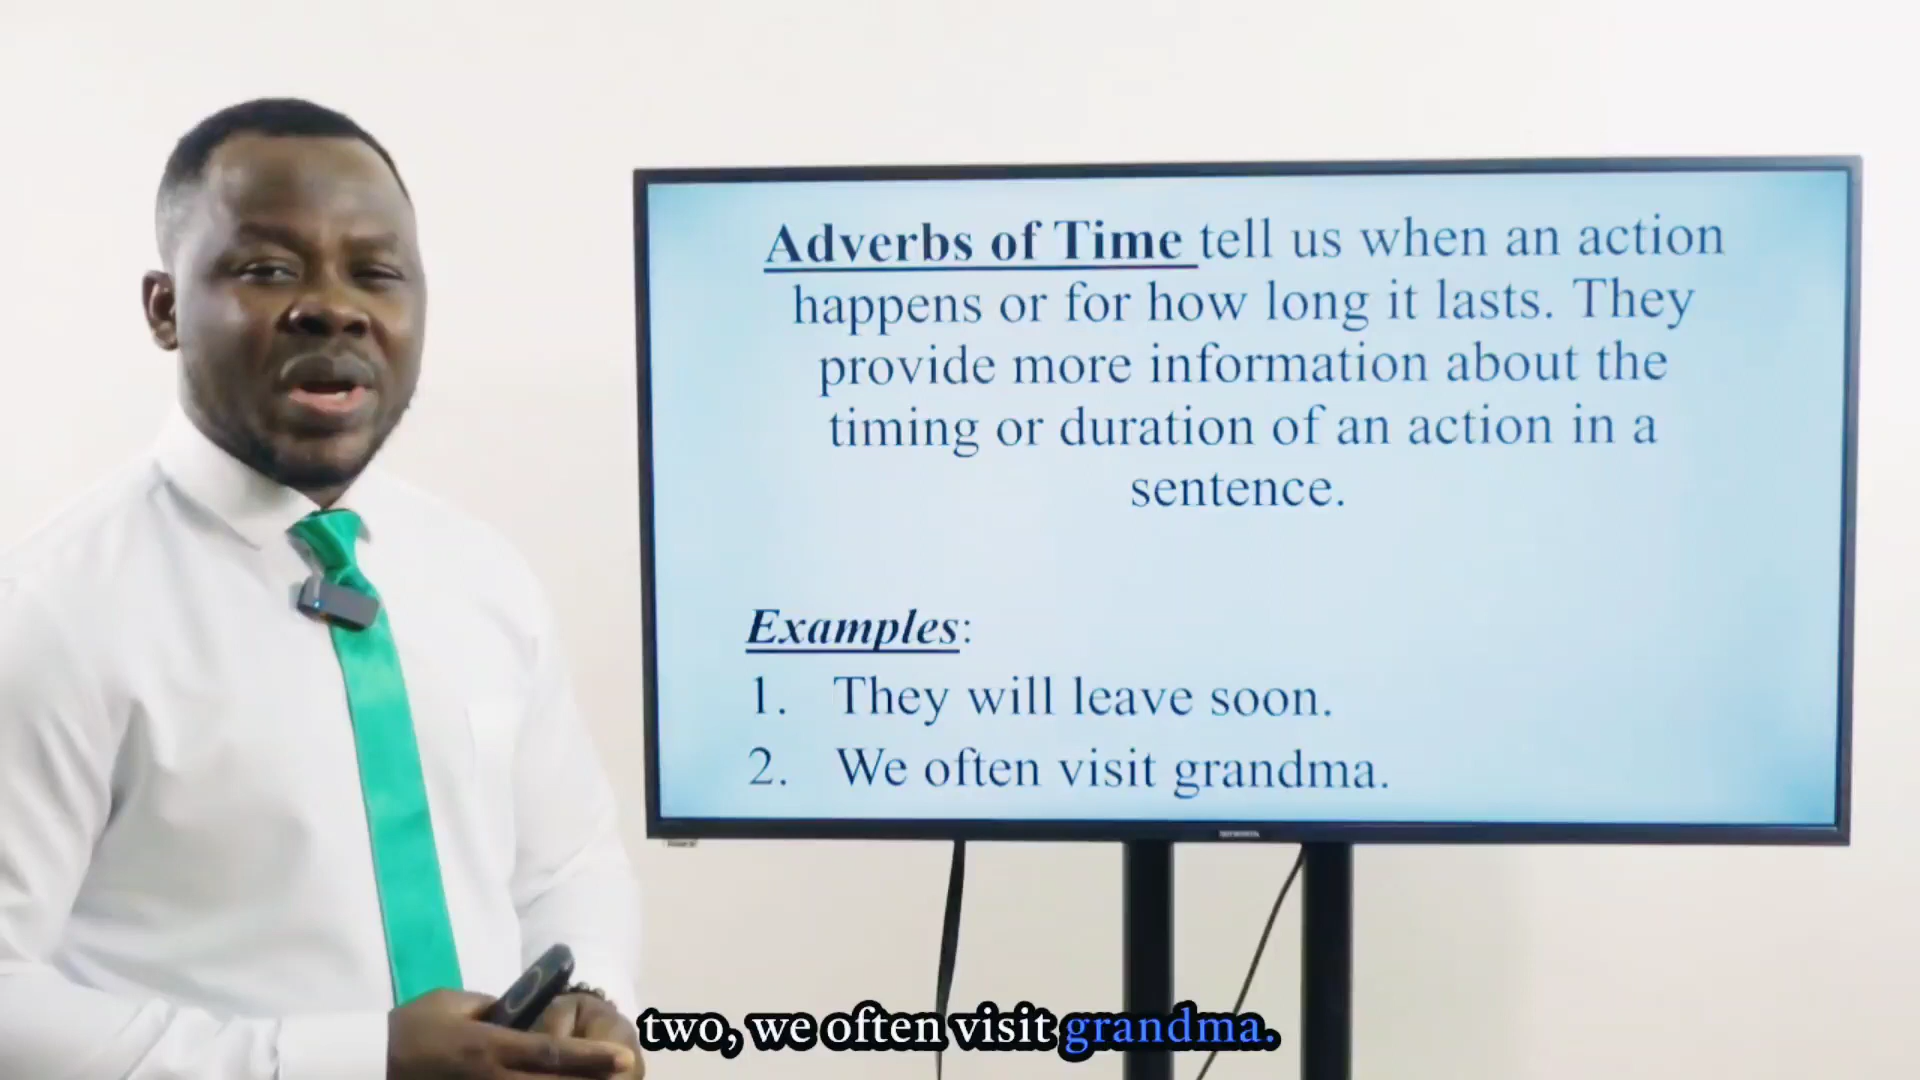 Adverbs of Time tell us when an action
happens or for how long it lasts. They
provide more information about the
timing or duration of an action in a
sentence.
Examples:
1. They will leave soon.
2. We often visit grandma.
two, we often visit grandma.